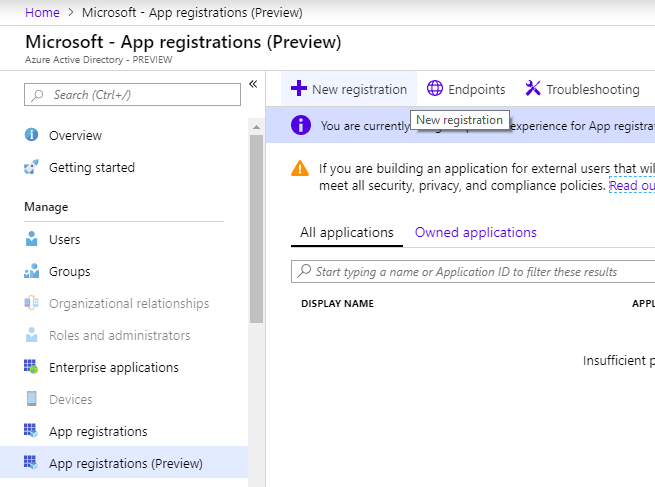 Home > Microsoft - App registrations (Preview)
Microsoft - App registrations (Preview)
Azure Active Directory - PREVIEW
Search (Ctrl+/)
«
Overview
Getting started
Manage
Users
Groups
Organizational relationships
Roles and administrators
Enterprise applications
Devices
App registrations
App registrations (Preview)
New registration
Endpoints
Troubleshooting
You are currently
experience for App registra
New registration
If you are building an application for external users that wil
meet all security, privacy, and compliance policies. Read ou
All applications
Owned applications
Start typing a name or Application ID to filter these results
DISPLAY NAME
APPL
Insufficient p